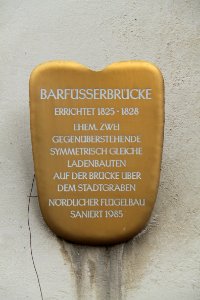 BARFÜSSERBRÜCKE
ERRICHTET 1825 - 1828
EHEM. ZWEI
GEGENÜBERSTEHENDE
SYMMETRISCH GLEICHE
LADENBAUTEN
AUF DER BRÜCKE ÜBER
DEM STADTGRABEN
NÖRDLICHER FLÜGELBAU
SANIERT 1985